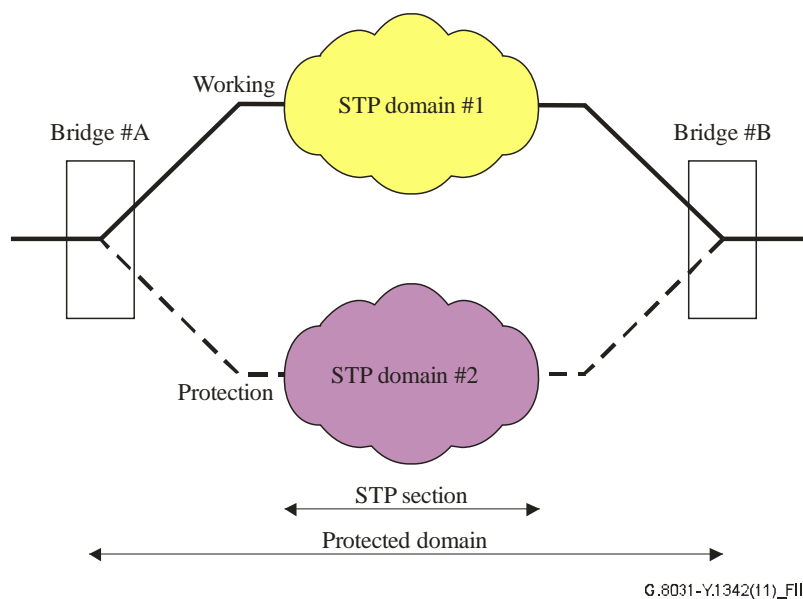 Working
STP domain #1
Bridge #A
Bridge #B
STP domain #2
Protection
STP section
Protected domain
G.8031-Y.1342(11)_FII